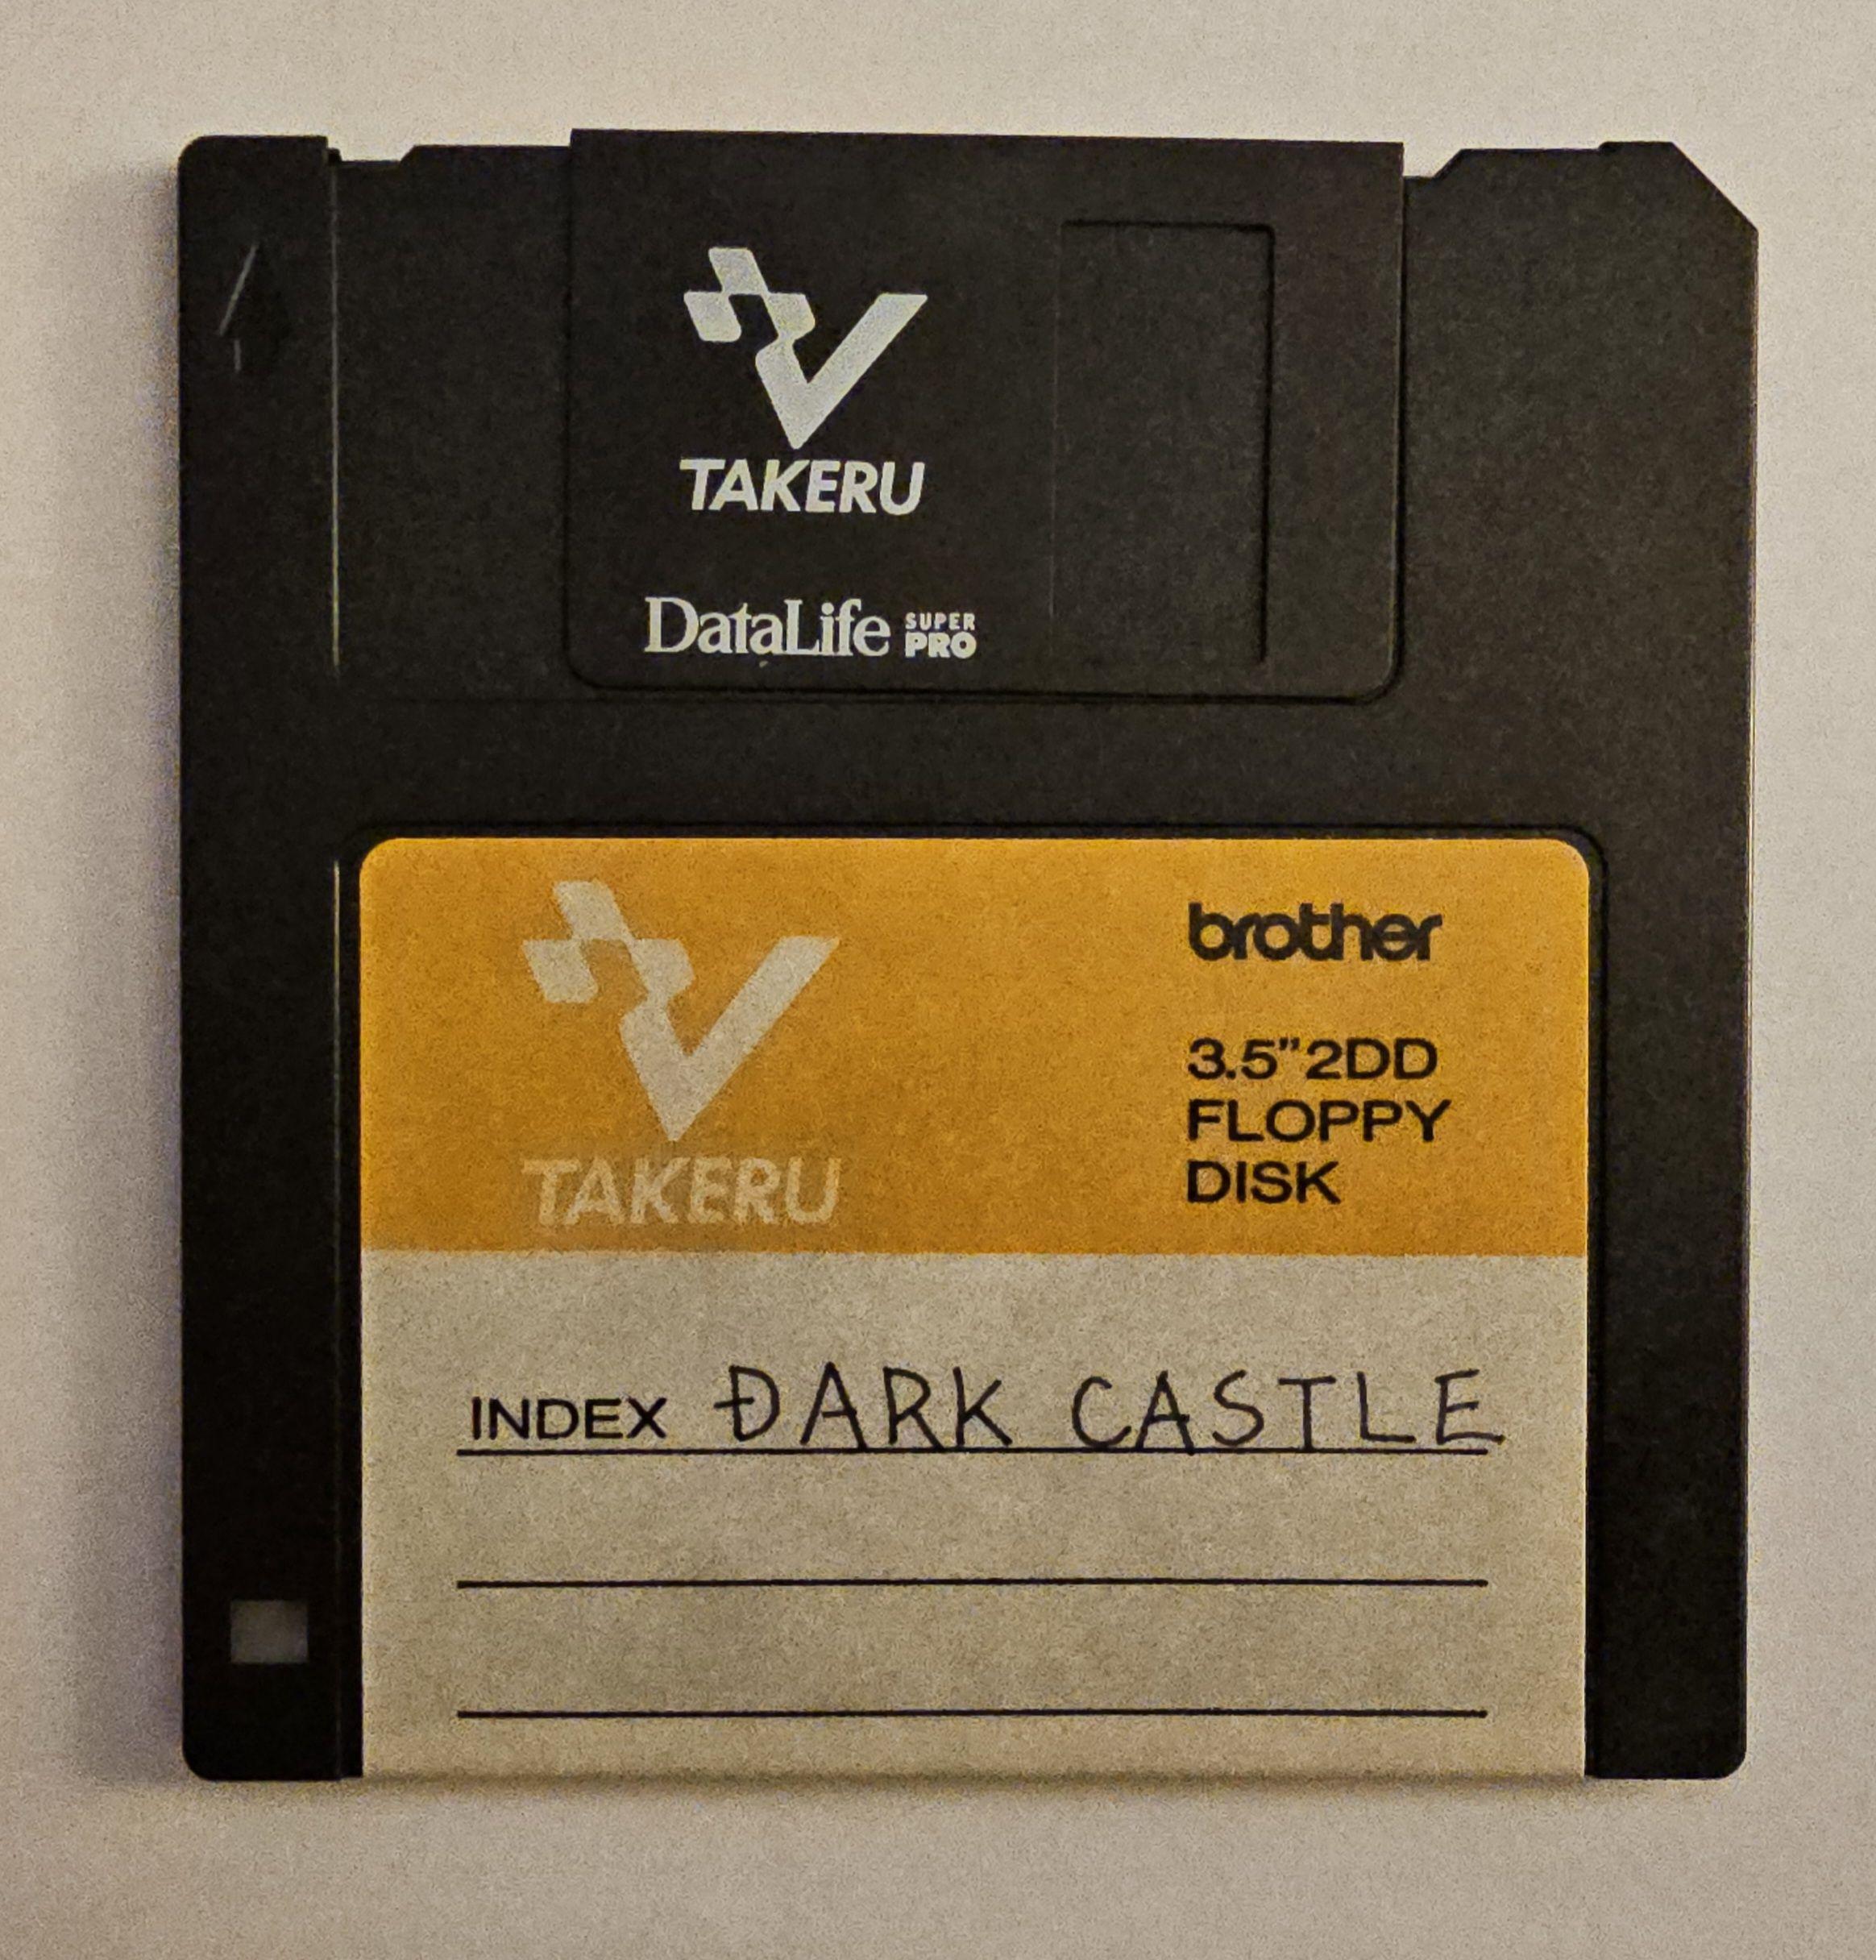 TAKERU
DataLife SUPER PRO
brother
3.5"2DD
FLOPPY
DISK
TAKERU
INDEX DARK CASTLE